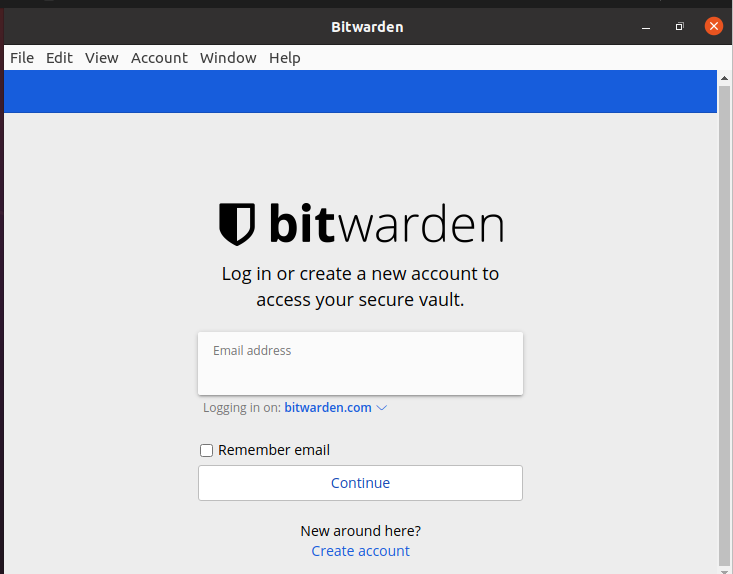 Bitwarden
File Edit View Account Window Help
bitwarden
Log in or create a new account to
access your secure vault.
Email address
Logging in on: bitwarden.com
Remember email
Continue
New around here?
Create account